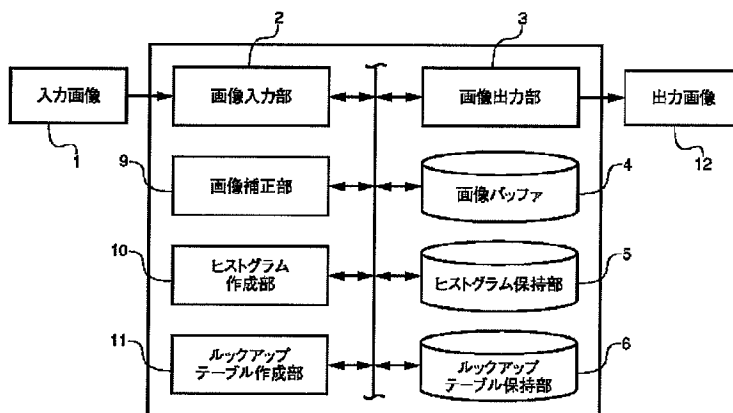 2
3
入力画像
画像入力部
画像出力部
出力画像
1
12
9
画像補正部
画像バッファ
4
10
ヒストグラム
作成部
ヒストグラム保持部
5
11
ルックアップ
テーブル作成部
ルックアップ
テーブル保持部
6